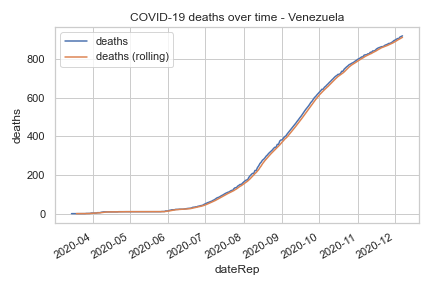 COVID-19 deaths over time - Venezuela
deaths
deaths (rolling)
800
600
400
200
0
deaths
2020-04
2020-05
2020-06
2020-07
2020-08
2020-09
2020-10
2020-11
2020-12
dateRep